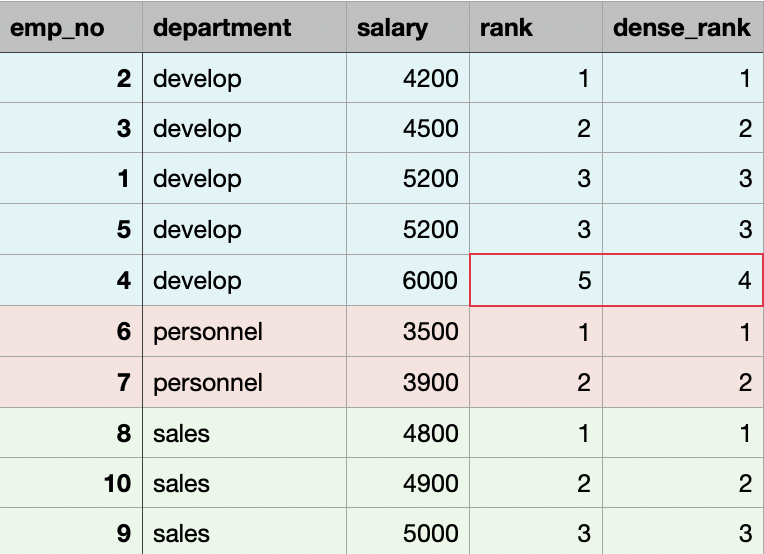 emp_no department salary rank dense_rank
2 develop 4200 1 1
3 develop 4500 2 2
1 develop 5200 3 3
5 develop 5200 3 3
4 develop 6000 5 4
6 personnel 3500 1 1
7 personnel 3900 2 2
8 sales 4800 1 1
10 sales 4900 2 2
9 sales 5000 3 3